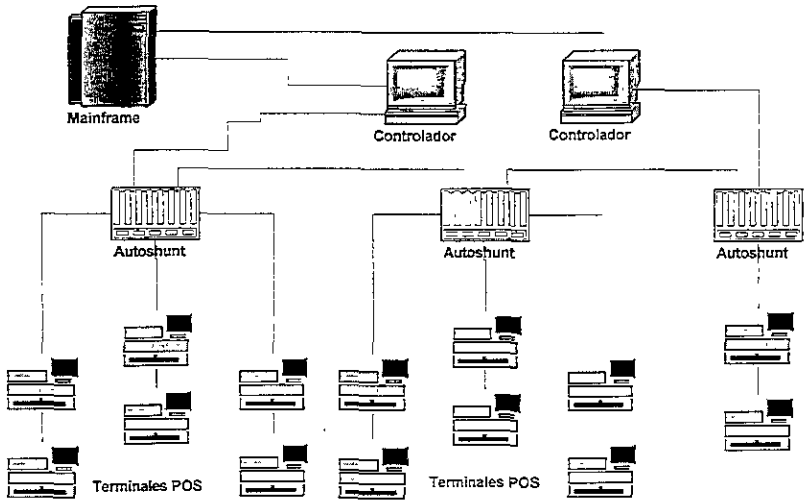 Mainframe
Controlador
Controlador
Autoshunt
Autoshunt
Autoshunt
Terminales POS
Terminales POS